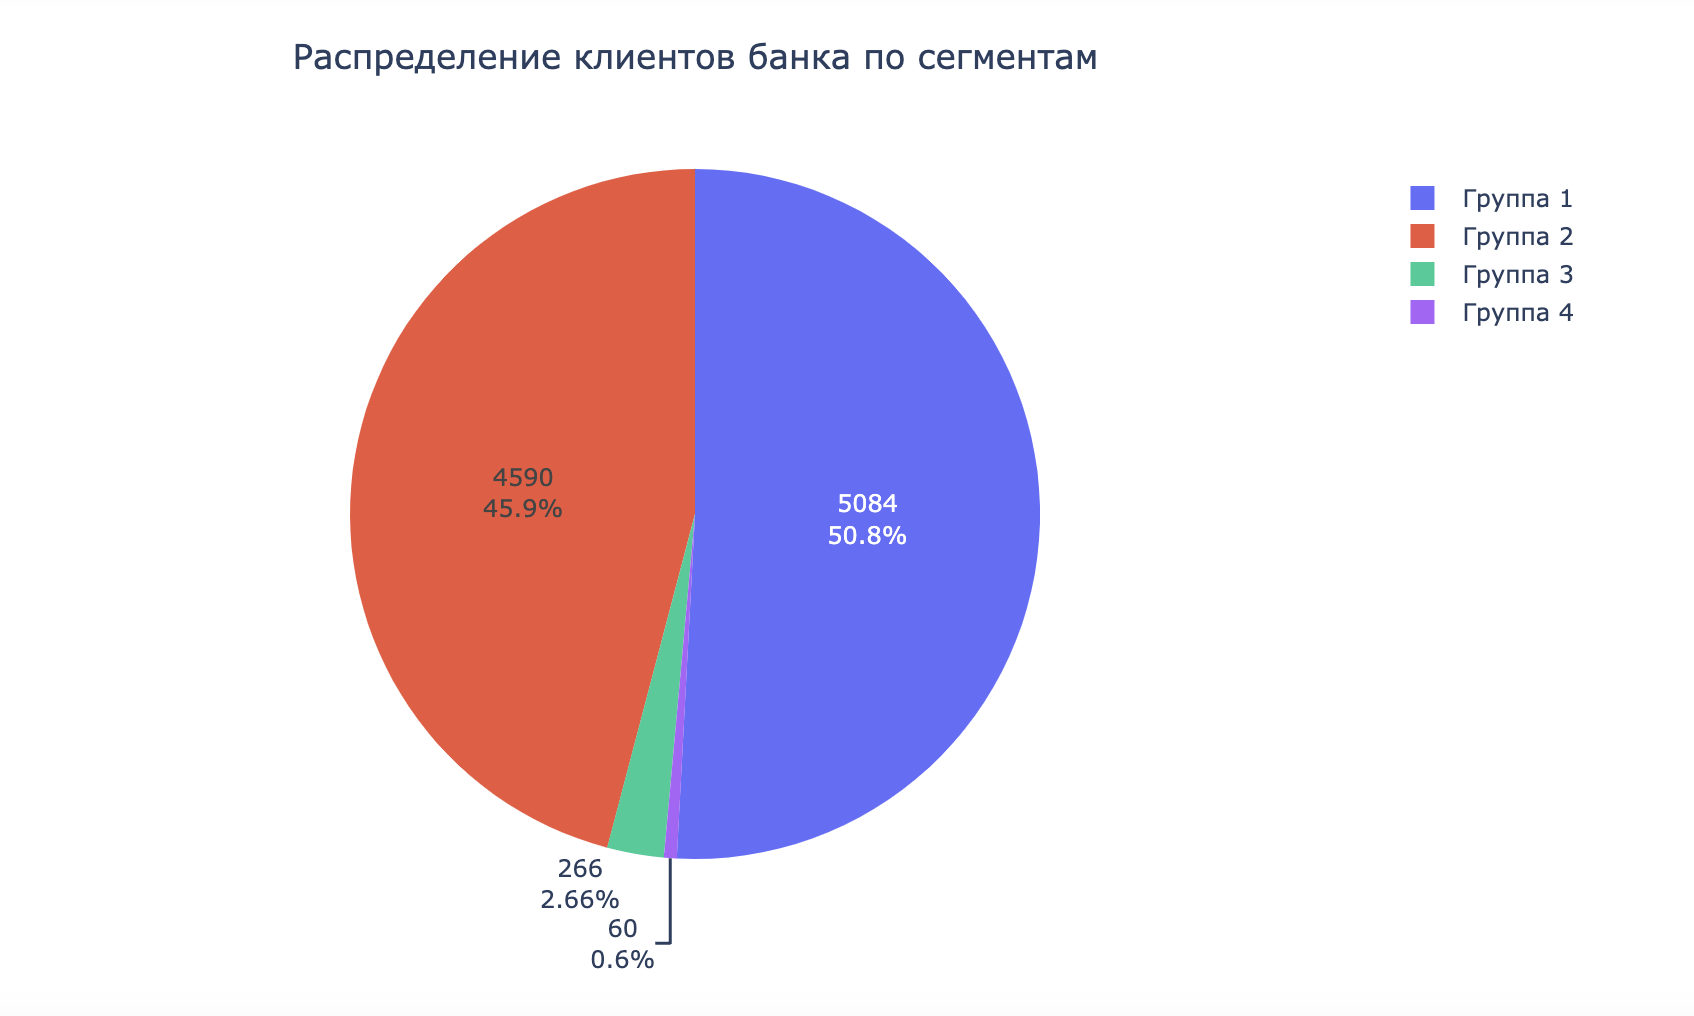 Распределение клиентов банка по сегментам
Группа 1
Группа 2
Группа 3
Группа 4
4590
45.9%
5084
50.8%
266
2.66%
60
0.6%